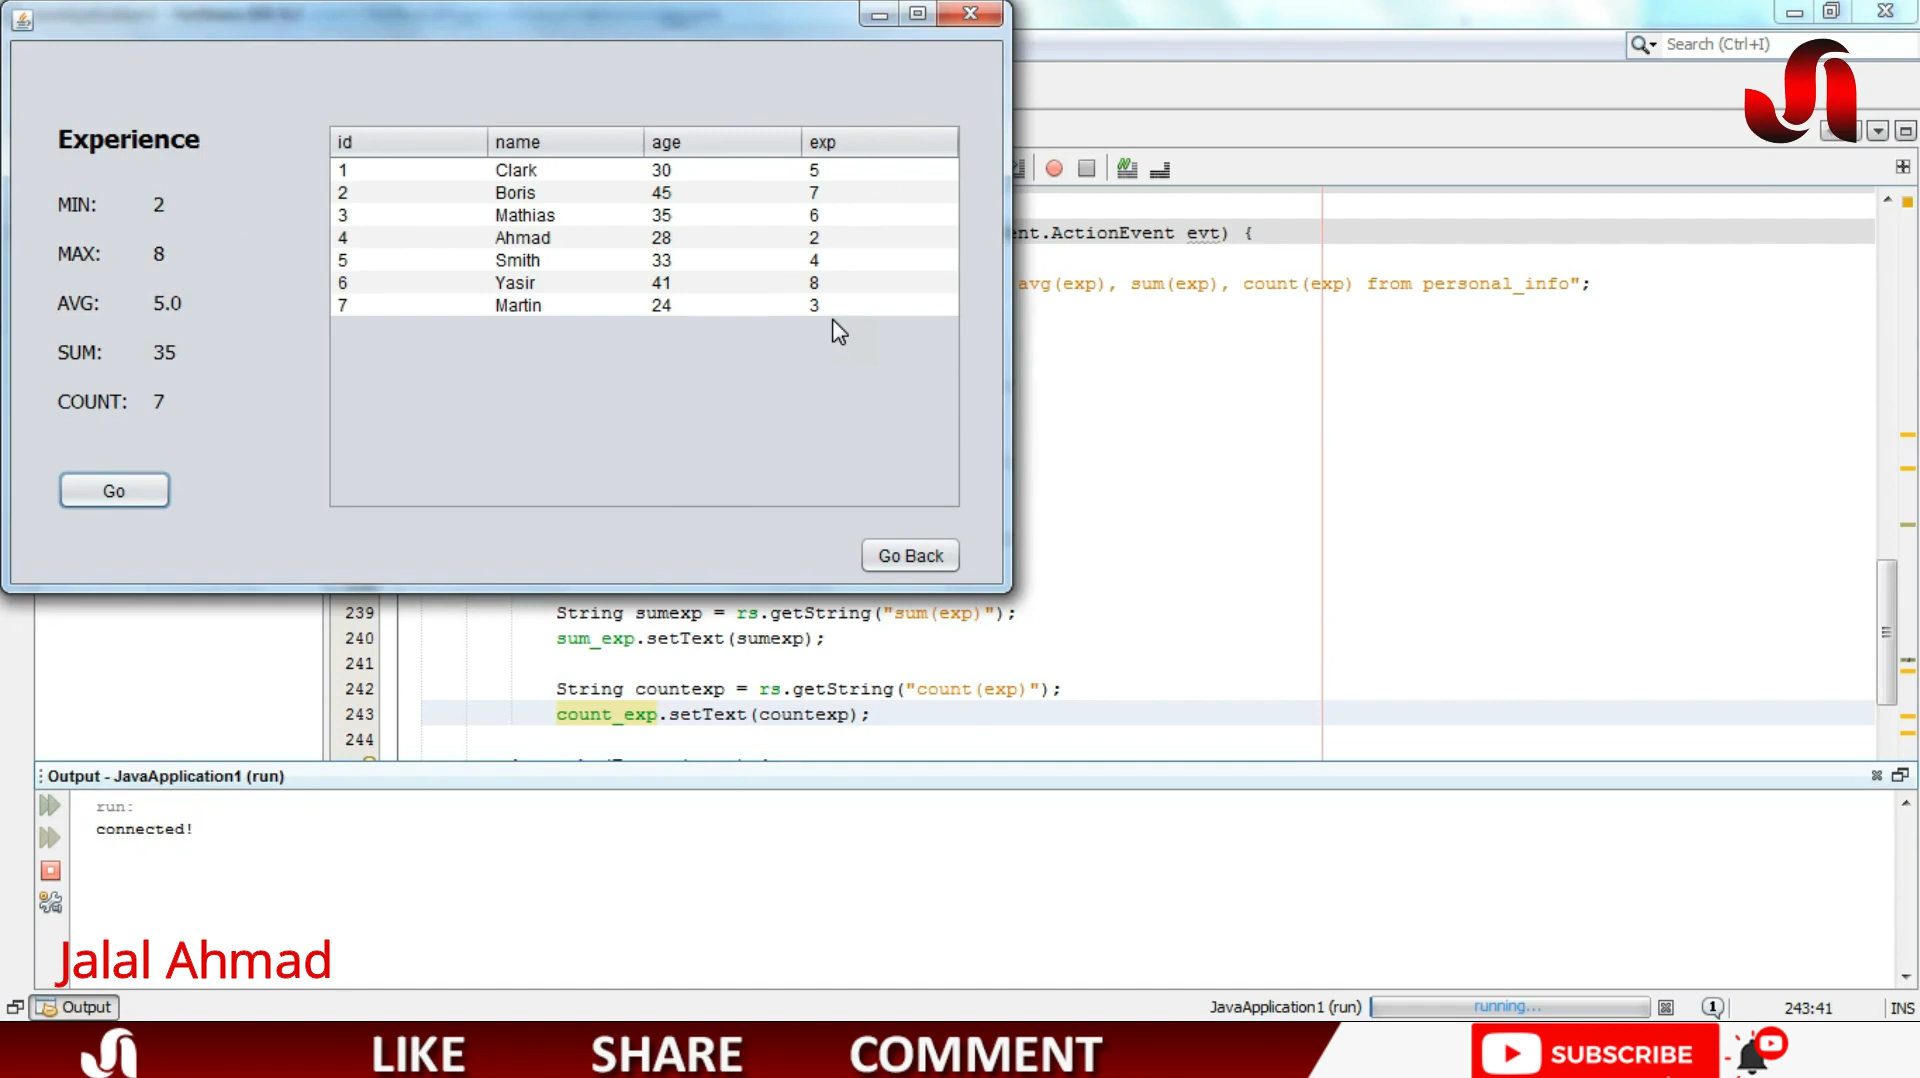 Search (Ctrl+I)
Experience
MIN: 2
MAX: 8
AVG: 5.0
SUM: 35
COUNT: 7
Go
id name age exp
1 Clark 30 5
2 Boris 45 7
3 Mathias 35 6
4 Ahmad 28 2
5 Smith 33 4
6 Yasir 41 8
7 Martin 24 3
Go Back
nt.ActionEvent evt) {
avg(exp), sum(exp), count(exp) from personal_info";
239 String sumexp = rs.getString("sum(exp)");
240 sum_exp.setText(sumexp);
241
242 String countexp = rs.getString("count(exp)");
243 count_exp.setText(countexp);
244
Output - JavaApplication1 (run)
run:
connected!
Jalal Ahmad
Output
JavaApplication1 (run) running... 1 243:41 INS
LIKE SHARE COMMENT SUBSCRIBE